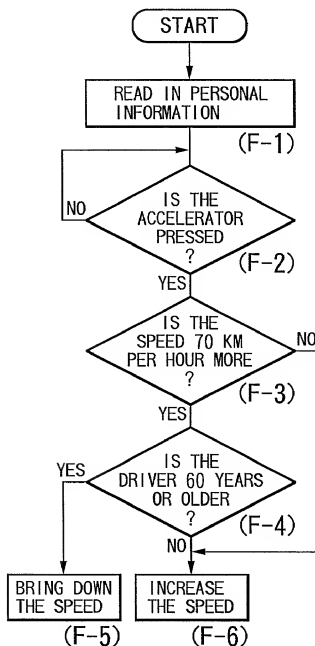 START
READ IN PERSONAL
INFORMATION
(F-1)
NO
IS THE
ACCELERATOR
PRESSED
?
(F-2)
YES
IS THE
SPEED 70 KM
PER HOUR MORE
?
NO
(F-3)
YES
IS THE
DRIVER 60 YEARS
OR OLDER
?
YES
(F-4)
NO
BRING DOWN
THE SPEED
(F-5)
INCREASE
THE SPEED
(F-6)